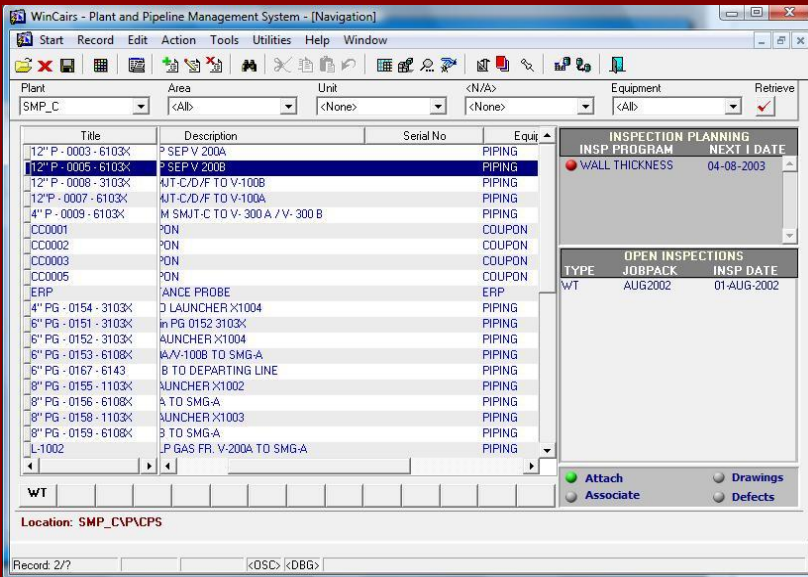 WinCairs - Plant and Pipeline Management System - [Navigation]
Start Record Edit Action Tools Utilities Help Window
Plant Area Unit <N/A> Equipment Retrieve
SMP_C <All> <None> <None> <All>
Title Description Serial No Equip
12" P - 0003 - 6103X P SEP V 200A PIPING
12" P - 0005 - 6103X P SEP V 200B PIPING
12" P - 0008 - 3103X MJT-C/D/F TO V-100B PIPING
12"P - 0007 - 6103X MJT-C/D/F TO V-100A PIPING
4" P - 0009 - 6103X M SMJT-C TO V- 300 A / V- 300 B PIPING
CC0001 PON COUPON
CC0002 PON COUPON
CC0003 PON COUPON
CC0005 PON COUPON
ERP TANCE PROBE ERP
4" PG - 0154 - 3103X D LAUNCHER X1004 PIPING
6" PG - 0151 - 3103X in PG 0152 3103X PIPING
6" PG - 0152 - 3103X AUNCHER X1004 PIPING
6" PG - 0153 - 6108X A/V-100B TO SMG-A PIPING
6" PG - 0167 - 6143 B TO DEPARTING LINE PIPING
8" PG - 0155 - 1103X AUNCHER X1002 PIPING
8" PG - 0156 - 6108X A TO SMG-A PIPING
8" PG - 0158 - 1103X AUNCHER X1003 PIPING
8" PG - 0159 - 6108X B TO SMG-A PIPING
L-1002 LP GAS FR. V-200A TO SMG-A PIPING
INSPECTION PLANNING
INSP PROGRAM NEXT I DATE
WALL THICKNESS 04-08-2003
OPEN INSPECTIONS
TYPE JOBPACK INSP DATE
WT AUG2002 01-AUG-2002
Attach Drawings
Associate Defects
WT
Location: SMP_C\P\CPS
Record: 2/? <OSC> <DBG>